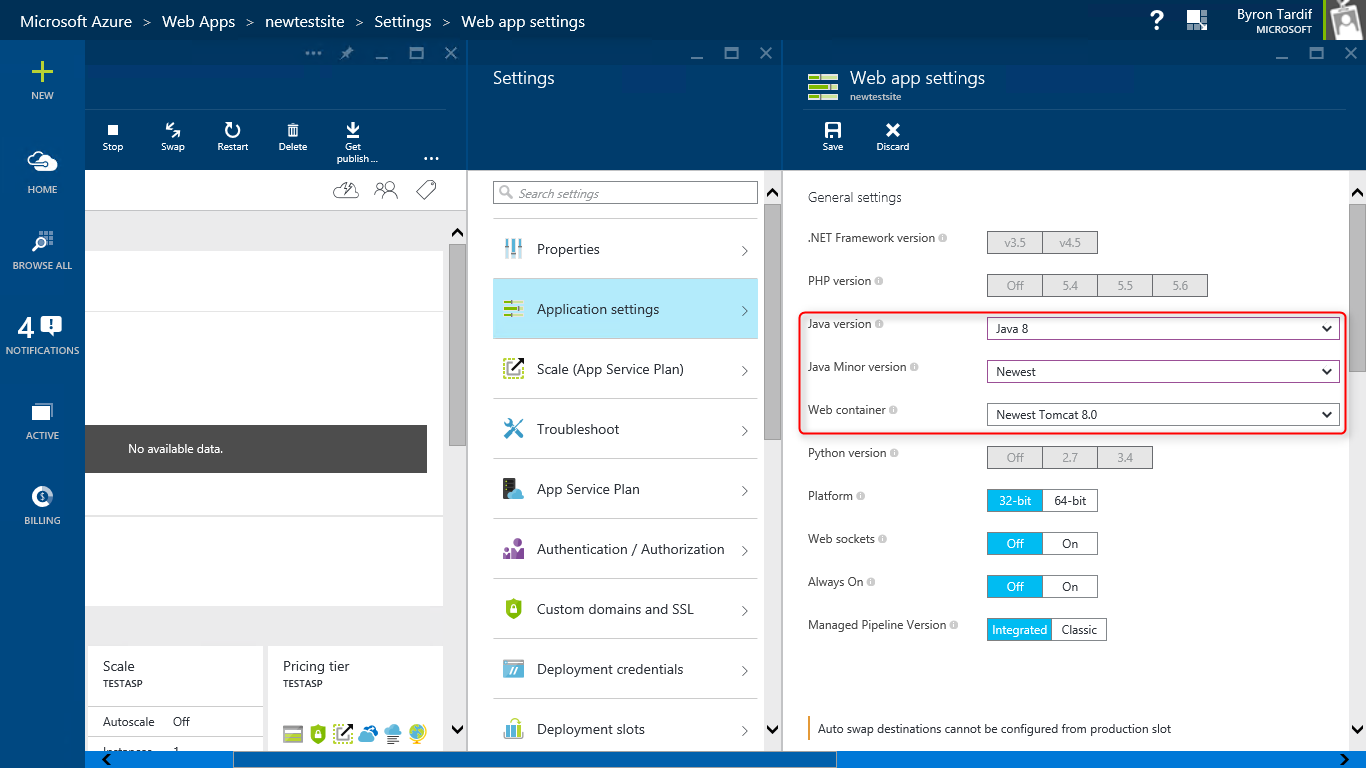 Microsoft Azure > Web Apps > newtestsite > Settings > Web app settings
?
Byron Tardif
MICROSOFT
NEW
HOME
BROWSE ALL
4
NOTIFICATIONS
ACTIVE
BILLING
Stop
Swap
Restart
Delete
Get
publish ...
...
No available data.
Scale
TESTASP
Autoscale Off
Instances 1
Pricing tier
TESTASP
Settings
Search settings
Properties
Application settings
Scale (App Service Plan)
Troubleshoot
App Service Plan
Authentication / Authorization
Custom domains and SSL
Deployment credentials
Deployment slots
Web app settings
newtestsite
Save
Discard
General settings
.NET Framework version v3.5 v4.5
PHP version Off 5.4 5.5 5.6
Java version Java 8
Java Minor version Newest
Web container Newest Tomcat 8.0
Python version Off 2.7 3.4
Platform 32-bit 64-bit
Web sockets Off On
Always On Off On
Managed Pipeline Version Integrated Classic
Auto swap destinations cannot be configured from production slot